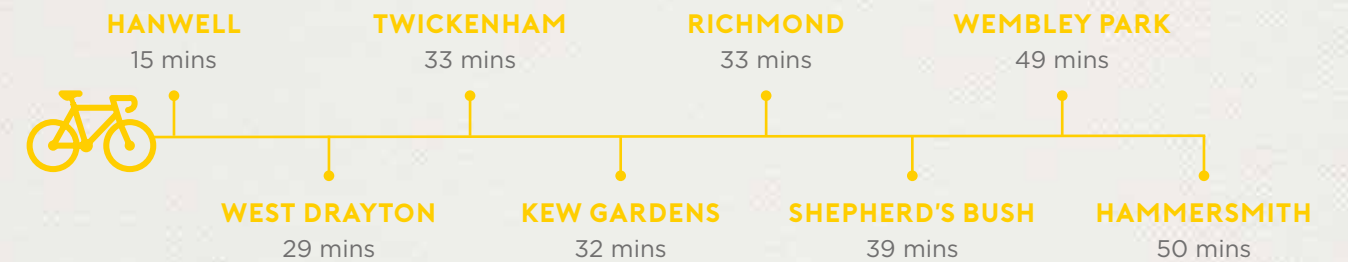 HANWELL
15 mins
TWICKENHAM
33 mins
RICHMOND
33 mins
WEMBLEY PARK
49 mins
WEST DRAYTON
29 mins
KEW GARDENS
32 mins
SHEPHERD'S BUSH
39 mins
HAMMERSMITH
50 mins